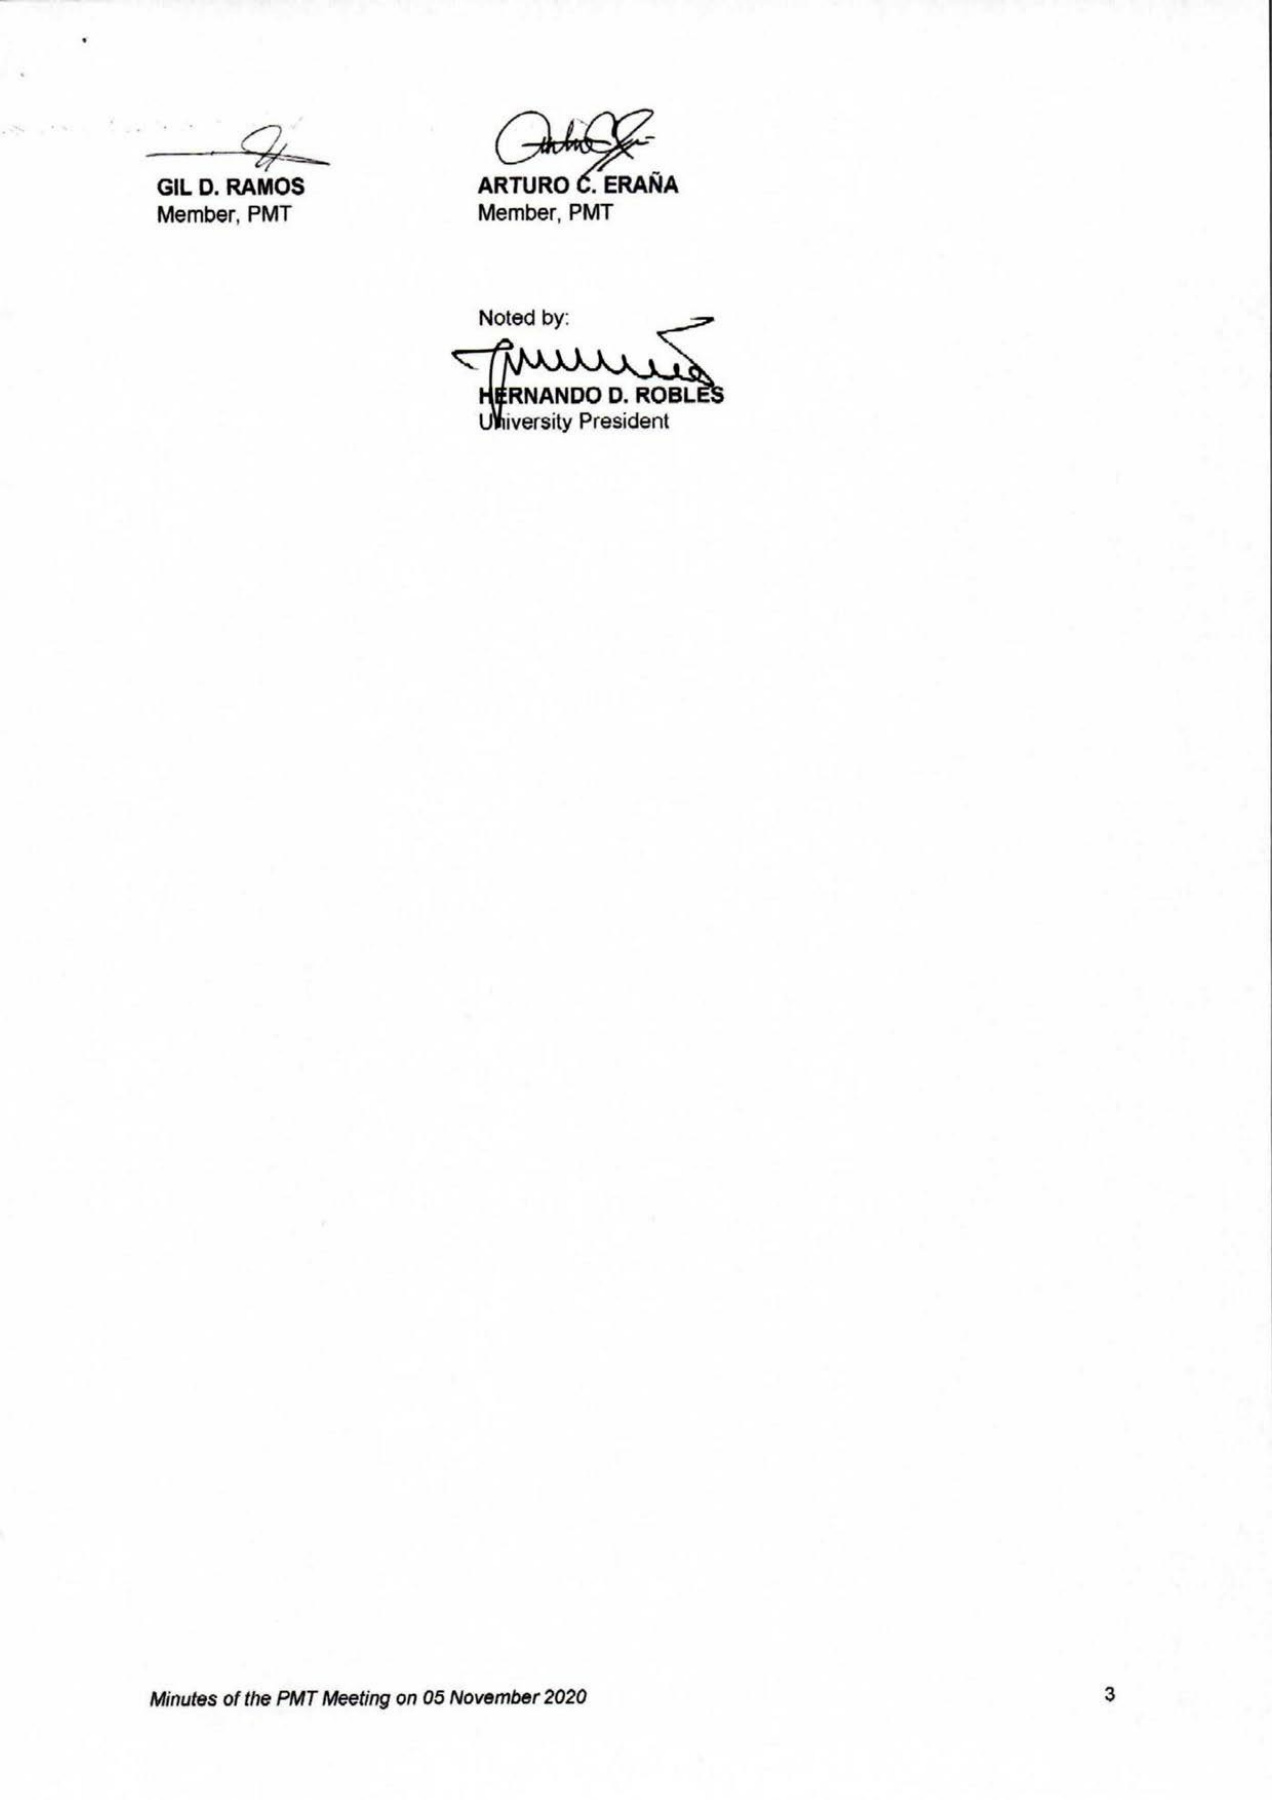 GIL D. RAMOS
Member, PMT
ARTURO C. ERAÑA
Member, PMT
Noted by:
HERNANDO D. ROBLES
University President
Minutes of the PMT Meeting on 05 November 2020
3